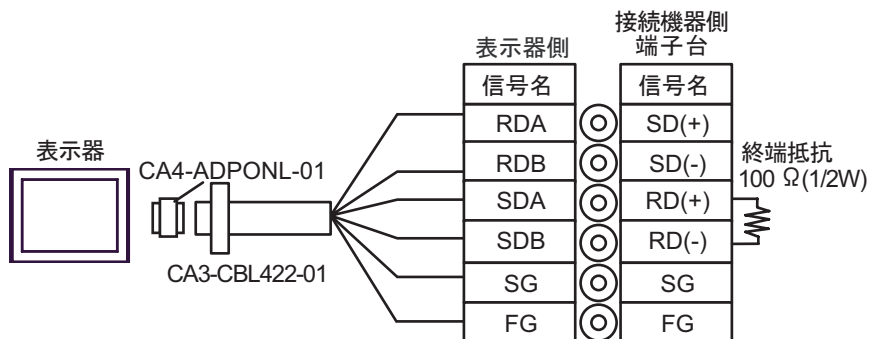 表示器側
接続機器側
端子台
信号名
信号名
RDA
SD(+)
RDB
SD(-)
SDA
RD(+)
SDB
RD(-)
SG
SG
FG
FG
終端抵抗
100 Ω(1/2W)
表示器
CA4-ADPONL-01
CA3-CBL422-01